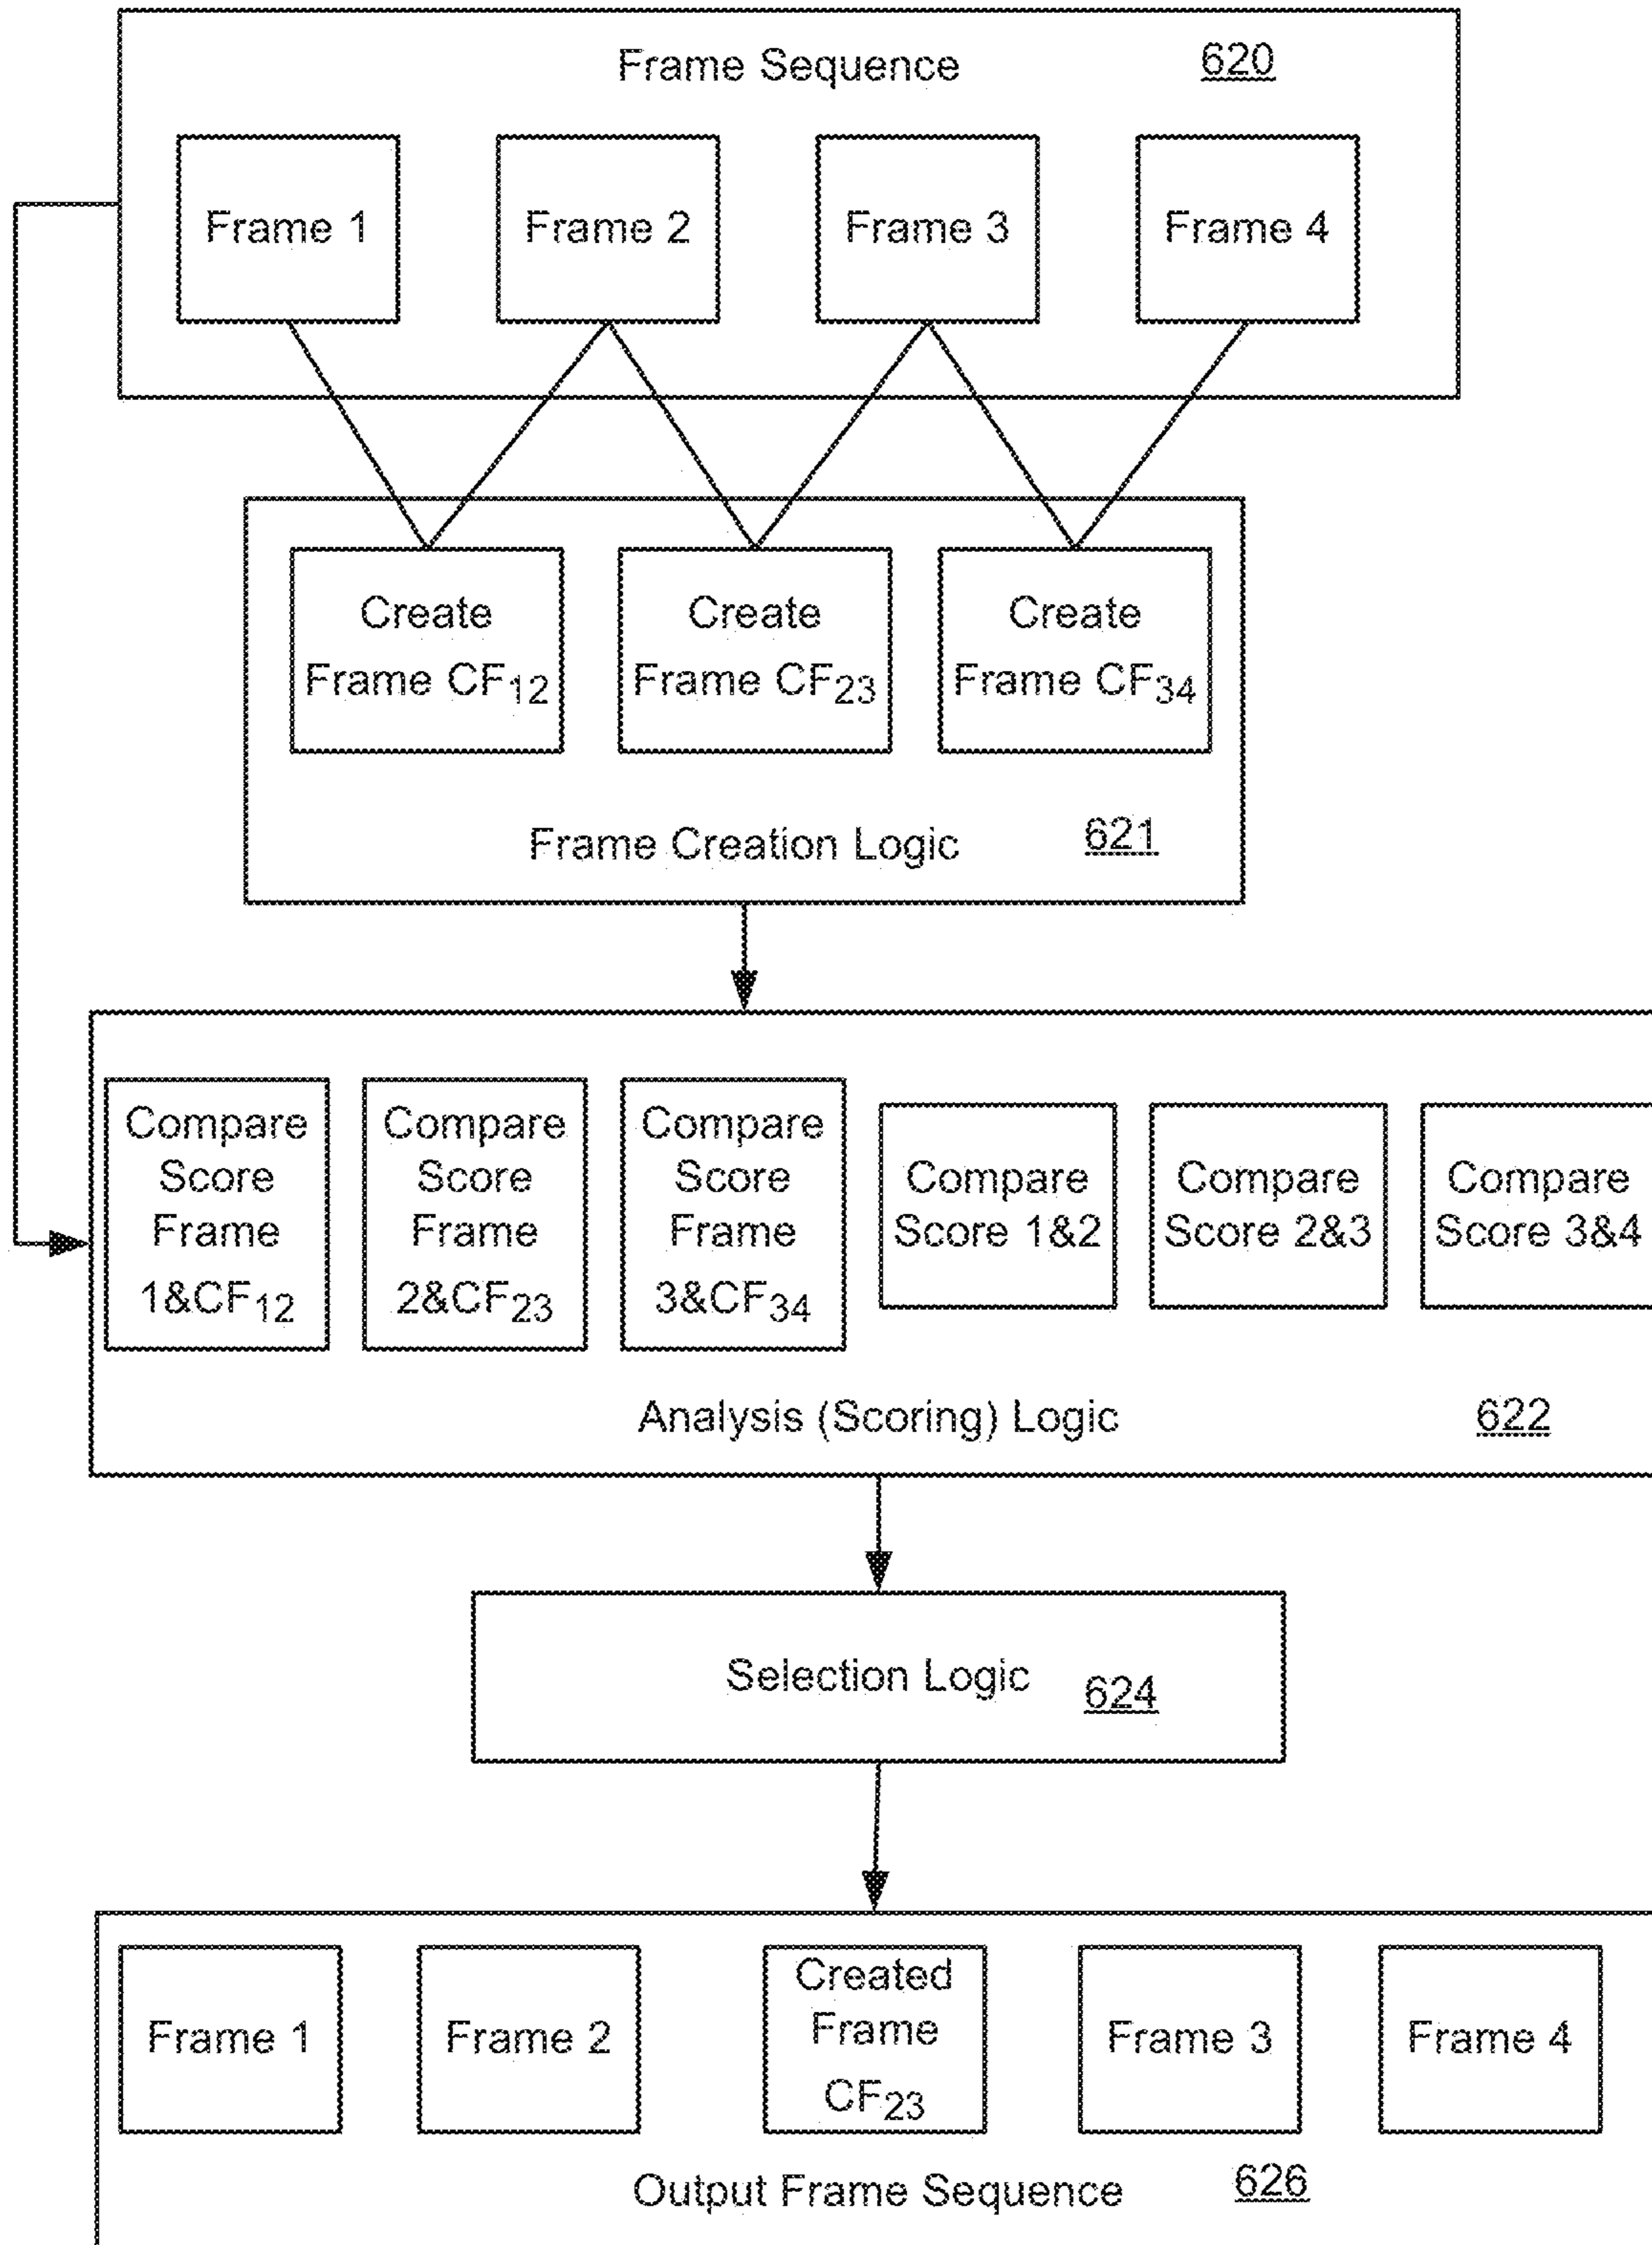 Frame Sequence 620
Frame 1
Frame 2
Frame 3
Frame 4
Create
Frame CF12
Create
Frame CF23
Create
Frame CF34
Frame Creation Logic 621
Compare
Score
Frame
1&CF12
Compare
Score
Frame
2&CF23
Compare
Score
Frame
3&CF34
Compare
Score 1&2
Compare
Score 2&3
Compare
Score 3&4
Analysis (Scoring) Logic 622
Selection Logic 624
Frame 1
Frame 2
Created
Frame
CF23
Frame 3
Frame 4
Output Frame Sequence 626